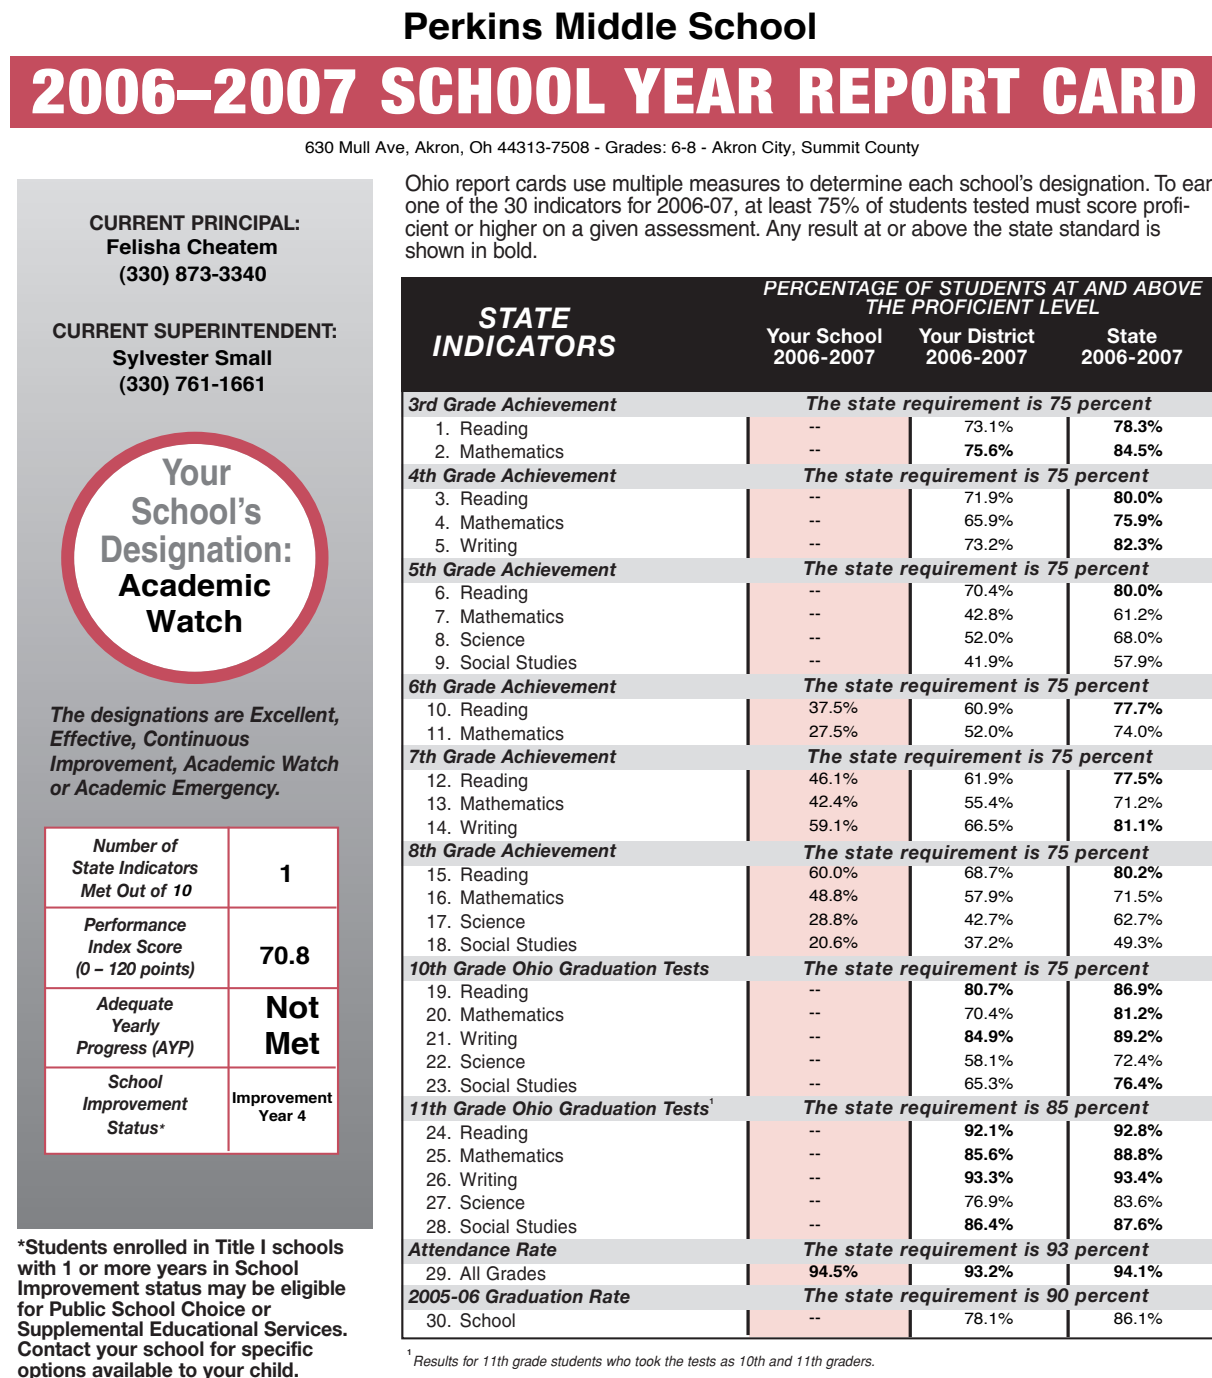 Perkins Middle School
2006–2007 SCHOOL YEAR REPORT CARD
630 Mull Ave, Akron, Oh 44313-7508 - Grades: 6-8 - Akron City, Summit County
CURRENT PRINCIPAL:
Felisha Cheatem
(330) 873-3340
CURRENT SUPERINTENDENT:
Sylvester Small
(330) 761-1661
Your
School's
Designation:
Academic
Watch
The designations are Excellent,
Effective, Continuous
Improvement, Academic Watch
or Academic Emergency.
Number of
State Indicators
Met Out of 10
1
Performance
Index Score
(0 – 120 points)
70.8
Adequate
Yearly
Progress (AYP)
Not
Met
School
Improvement
Status*
Improvement
Year 4
*Students enrolled in Title I schools
with 1 or more years in School
Improvement status may be eligible
for Public School Choice or
Supplemental Educational Services.
Contact your school for specific
options available to your child.
Ohio report cards use multiple measures to determine each school's designation. To ear
one of the 30 indicators for 2006-07, at least 75% of students tested must score profi-
cient or higher on a given assessment. Any result at or above the state standard is
shown in bold.
STATE
INDICATORS
PERCENTAGE OF STUDENTS AT AND ABOVE
THE PROFICIENT LEVEL
Your School Your District State
2006-2007 2006-2007 2006-2007
3rd Grade Achievement The state requirement is 75 percent
1. Reading -- 73.1% 78.3%
2. Mathematics -- 75.6% 84.5%
4th Grade Achievement The state requirement is 75 percent
3. Reading -- 71.9% 80.0%
4. Mathematics -- 65.9% 75.9%
5. Writing -- 73.2% 82.3%
5th Grade Achievement The state requirement is 75 percent
6. Reading -- 70.4% 80.0%
7. Mathematics -- 42.8% 61.2%
8. Science -- 52.0% 68.0%
9. Social Studies -- 41.9% 57.9%
6th Grade Achievement The state requirement is 75 percent
10. Reading 37.5% 60.9% 77.7%
11. Mathematics 27.5% 52.0% 74.0%
7th Grade Achievement The state requirement is 75 percent
12. Reading 46.1% 61.9% 77.5%
13. Mathematics 42.4% 55.4% 71.2%
14. Writing 59.1% 66.5% 81.1%
8th Grade Achievement The state requirement is 75 percent
15. Reading 60.0% 68.7% 80.2%
16. Mathematics 48.8% 57.9% 71.5%
17. Science 28.8% 42.7% 62.7%
18. Social Studies 20.6% 37.2% 49.3%
10th Grade Ohio Graduation Tests The state requirement is 75 percent
19. Reading -- 80.7% 86.9%
20. Mathematics -- 70.4% 81.2%
21. Writing -- 84.9% 89.2%
22. Science -- 58.1% 72.4%
23. Social Studies -- 65.3% 76.4%
11th Grade Ohio Graduation Tests¹ The state requirement is 85 percent
24. Reading -- 92.1% 92.8%
25. Mathematics -- 85.6% 88.8%
26. Writing -- 93.3% 93.4%
27. Science -- 76.9% 83.6%
28. Social Studies -- 86.4% 87.6%
Attendance Rate The state requirement is 93 percent
29. All Grades 94.5% 93.2% 94.1%
2005-06 Graduation Rate The state requirement is 90 percent
30. School -- 78.1% 86.1%
¹ Results for 11th grade students who took the tests as 10th and 11th graders.